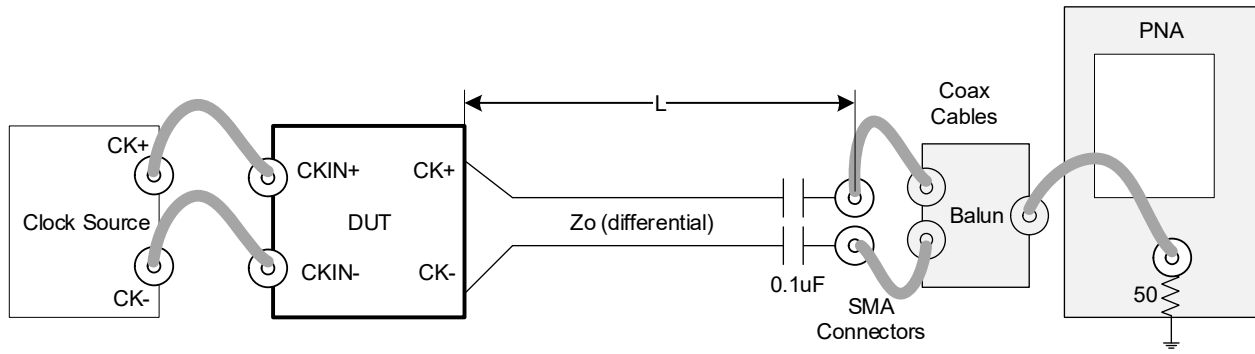 PNA
L
Coax
Cables
CK+
CKIN+
CK+
Clock Source
DUT
Zo (differential)
Balun
CK-
CKIN-
CK-
0.1uF
SMA
Connectors
50